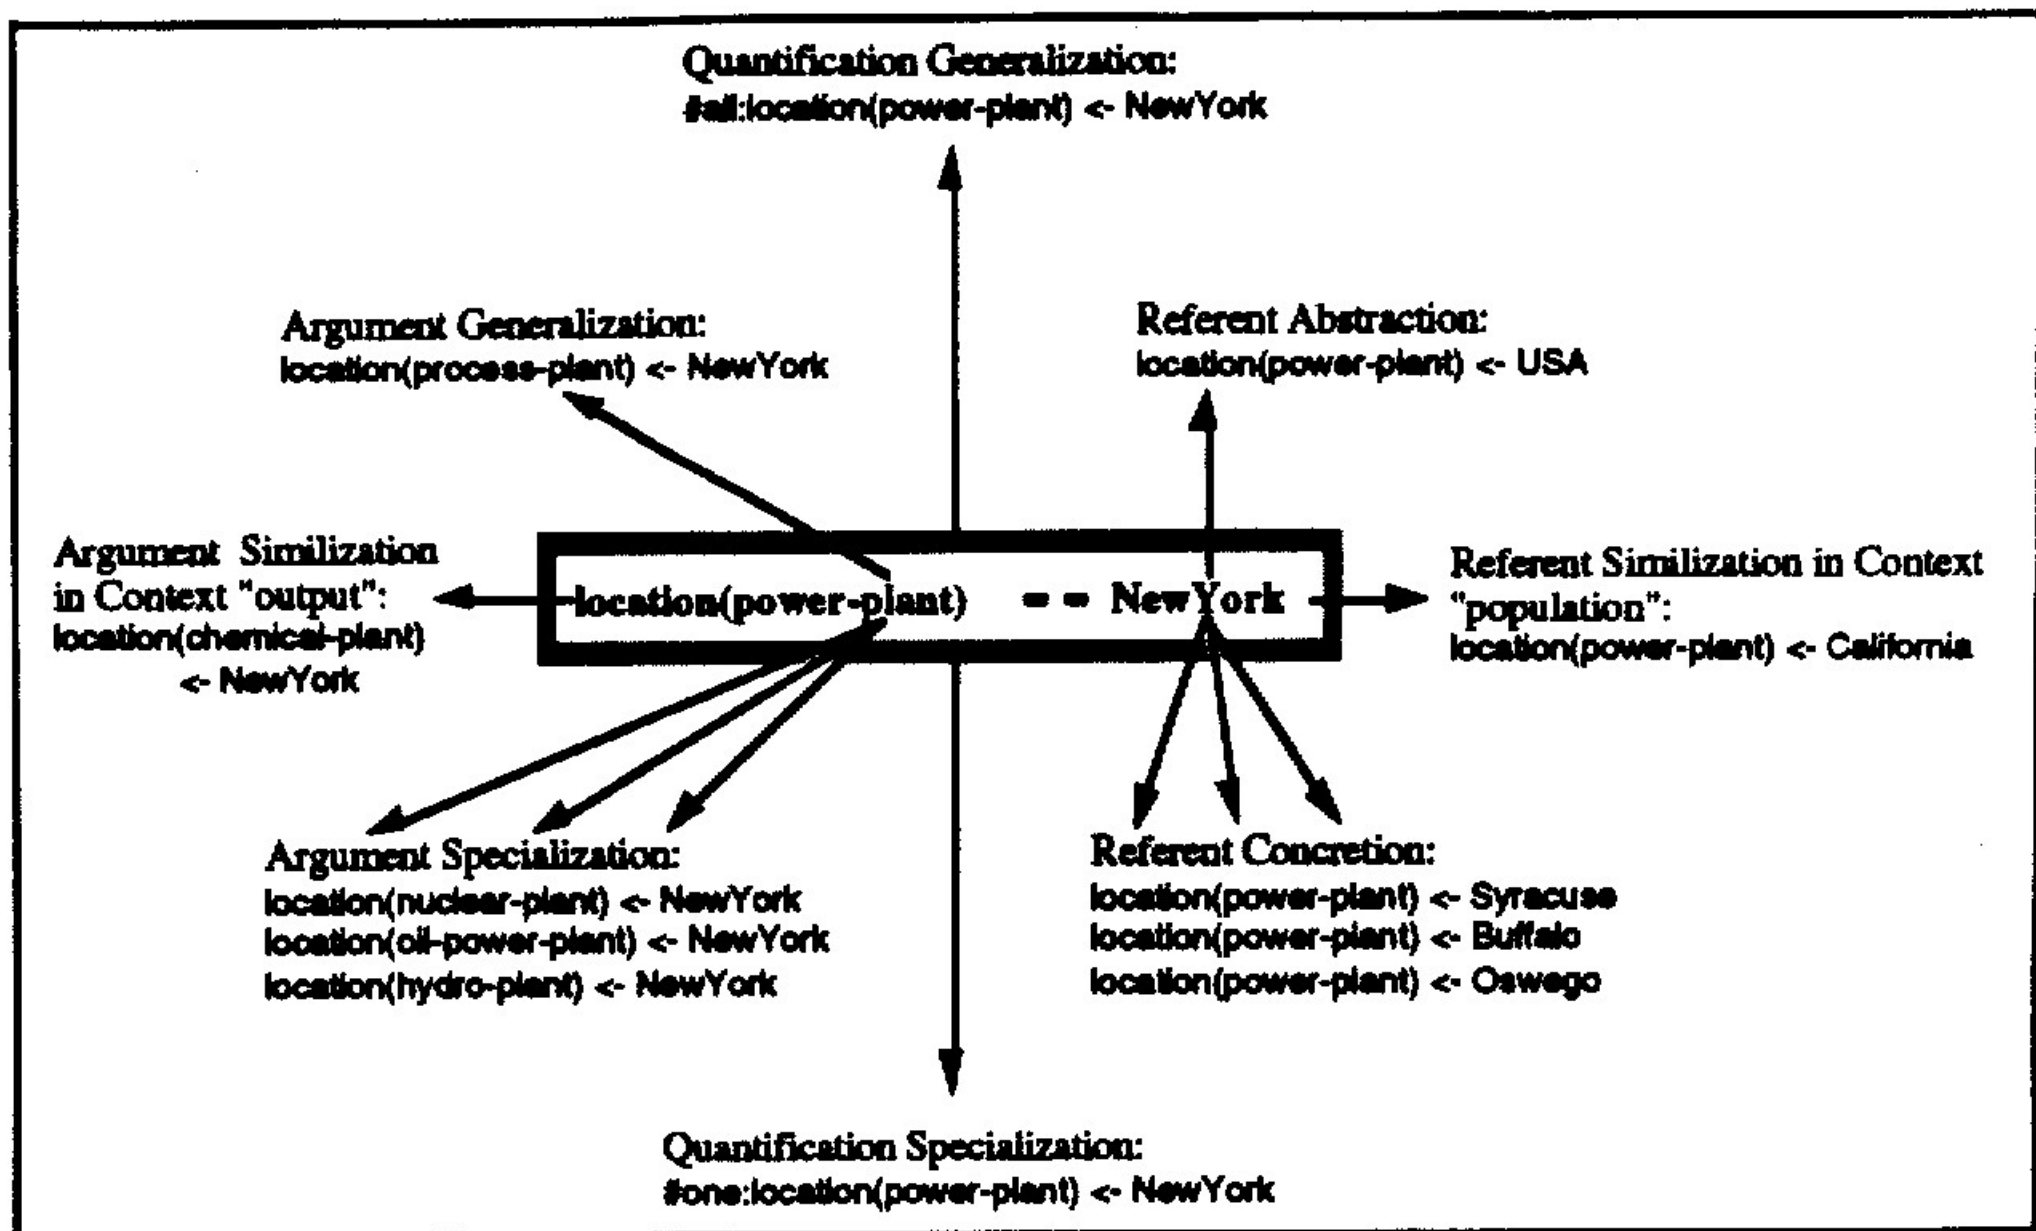 Quantification Generalization:
#all:location(power-plant) <- NewYork
Argument Generalization:
location(process-plant) <- NewYork
Referent Abstraction:
location(power-plant) <- USA
Argument Similization
in Context "output":
location(chemical-plant)
<- NewYork
location(power-plant) == NewYork
Referent Similization in Context
"population":
location(power-plant) <- California
Argument Specialization:
location(nuclear-plant) <- NewYork
location(oil-power-plant) <- NewYork
location(hydro-plant) <- NewYork
Referent Concretion:
location(power-plant) <- Syracuse
location(power-plant) <- Buffalo
location(power-plant) <- Oswego
Quantification Specialization:
#one:location(power-plant) <- NewYork